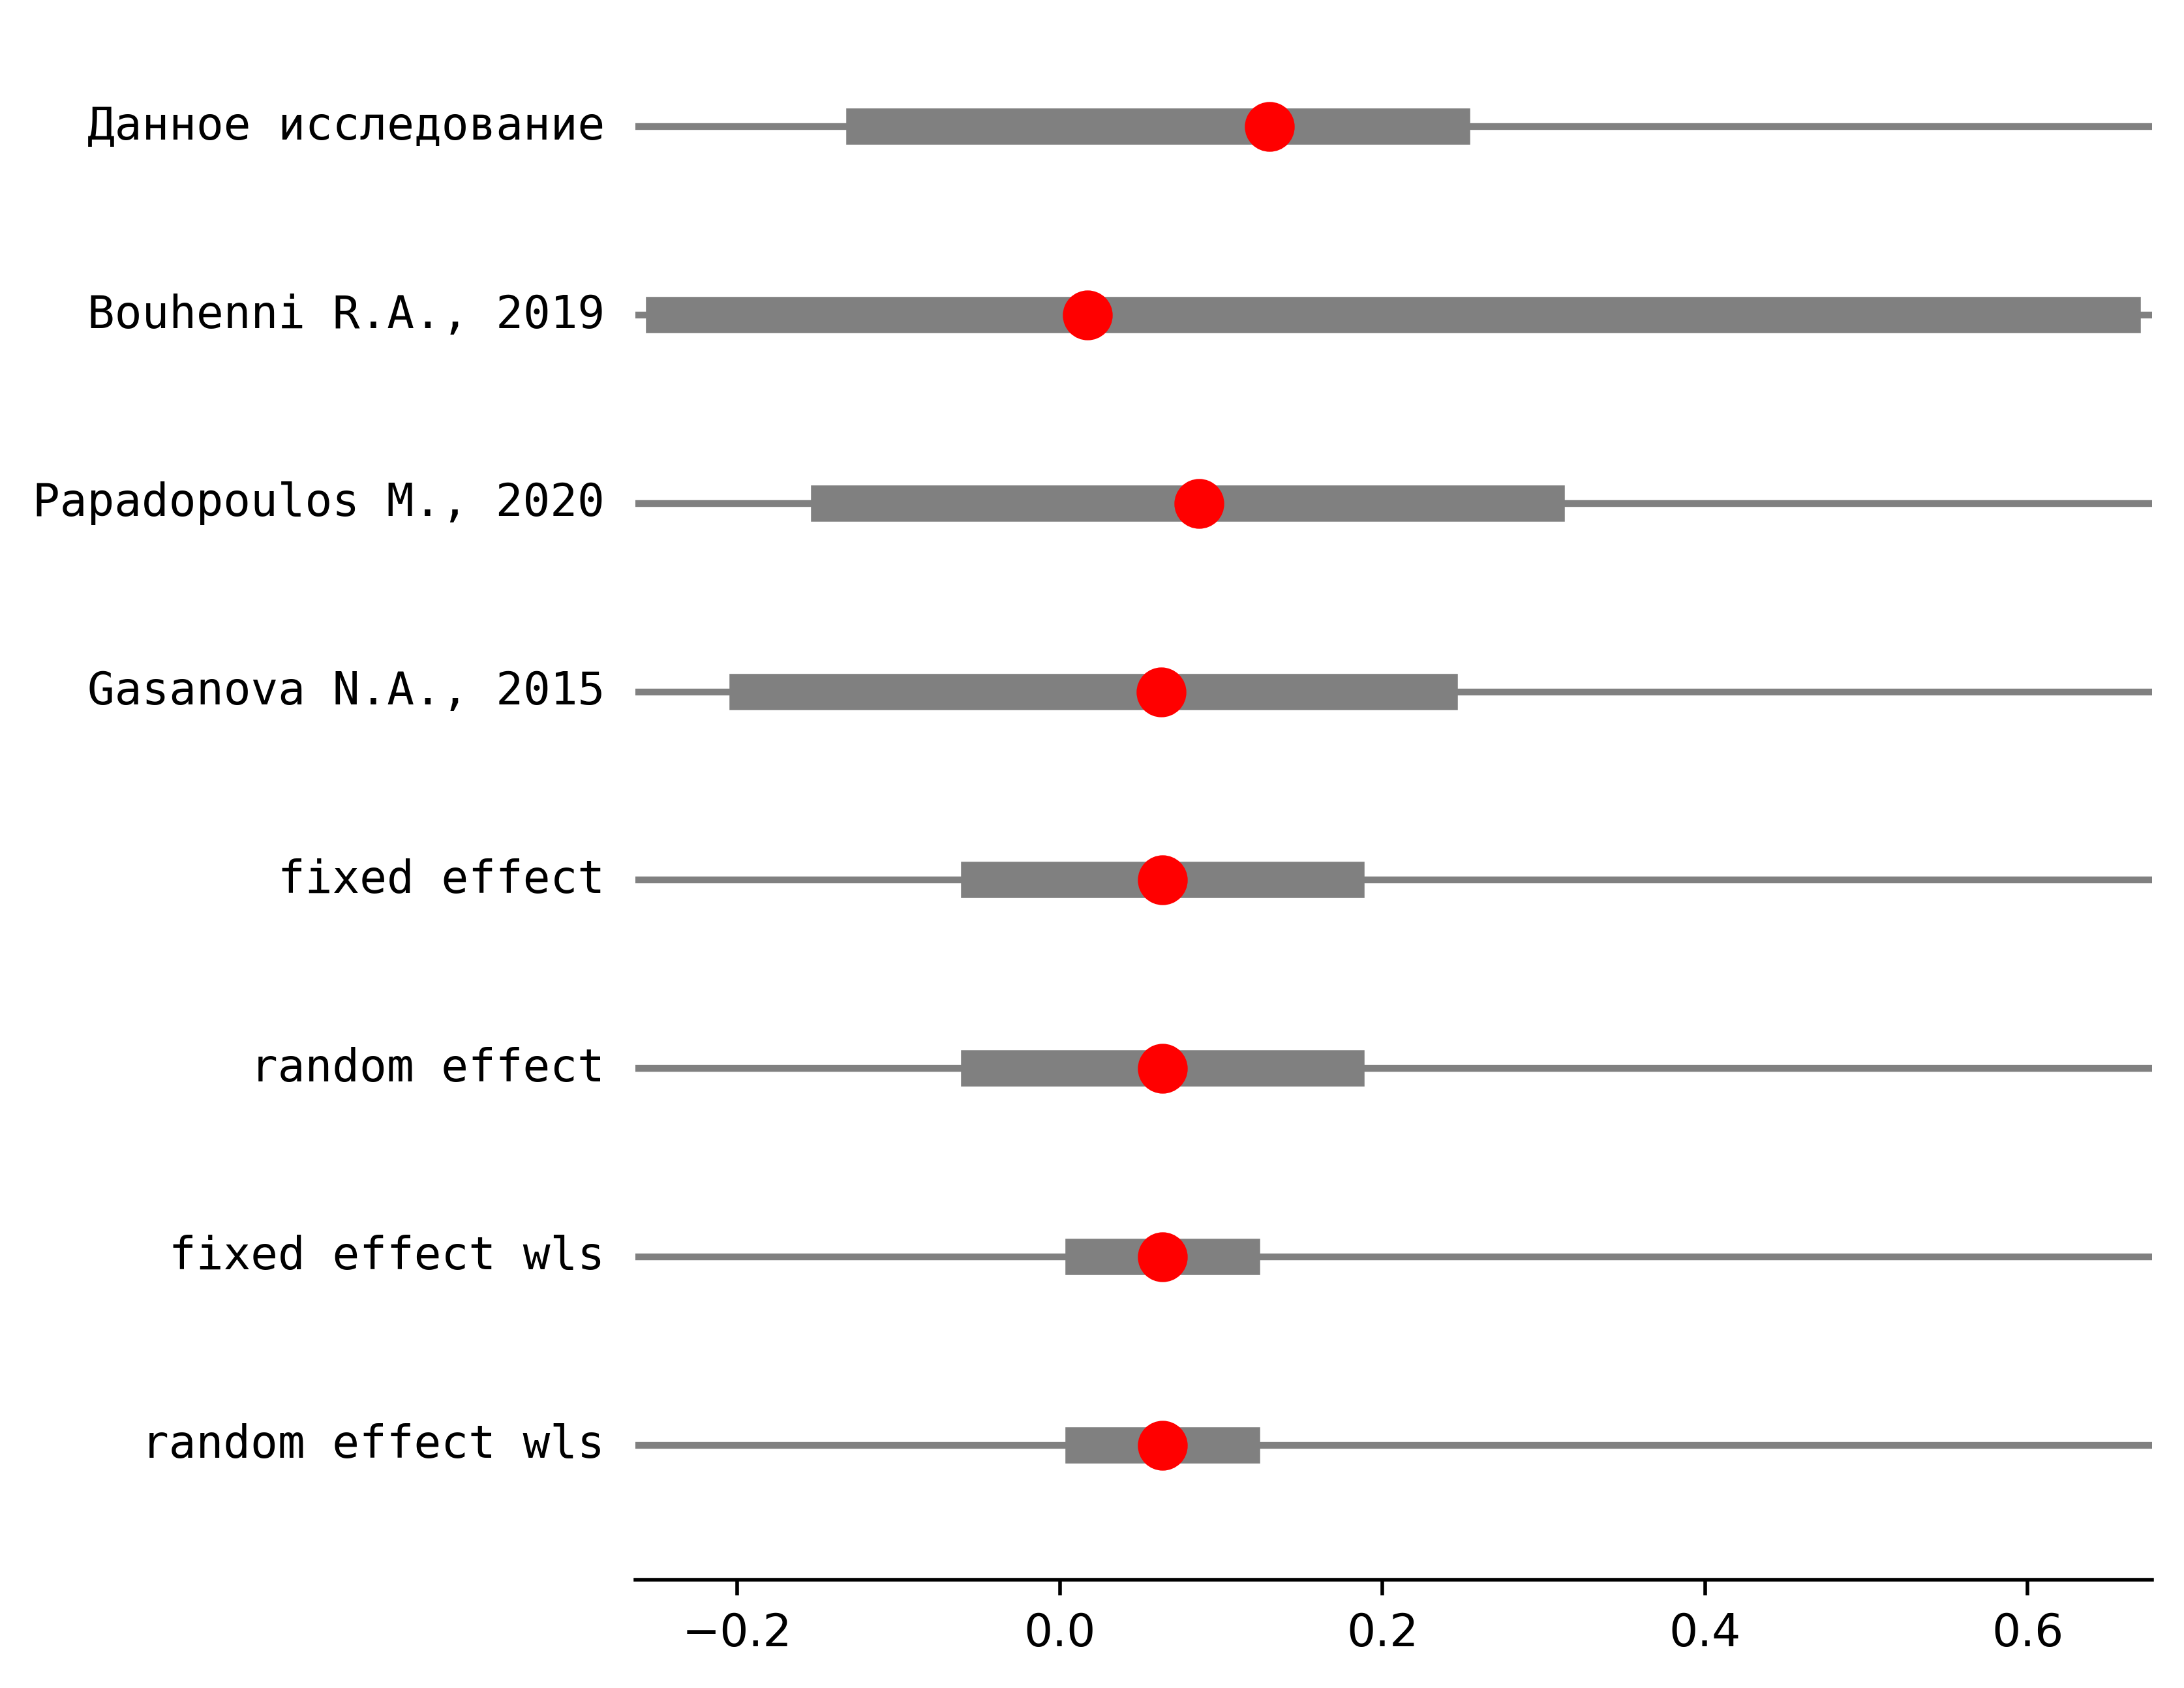 Данное исследование
Bouhenni R.A., 2019
Papadopoulos M., 2020
Gasanova N.A., 2015
fixed effect
random effect
fixed effect wls
random effect wls
−0.2 0.0 0.2 0.4 0.6